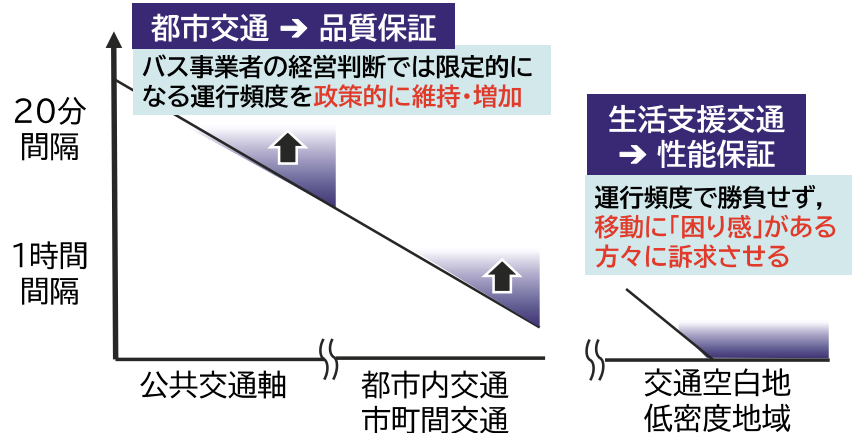 都市交通 ➔ 品質保証
バス事業者の経営判断では限定的に
なる運行頻度を政策的に維持・増加
20分
間隔
1時間
間隔
公共交通軸
都市内交通
市町間交通
生活支援交通
➔ 性能保証
運行頻度で勝負せず，
移動に「困り感」がある
方々に訴求させる
交通空白地
低密度地域